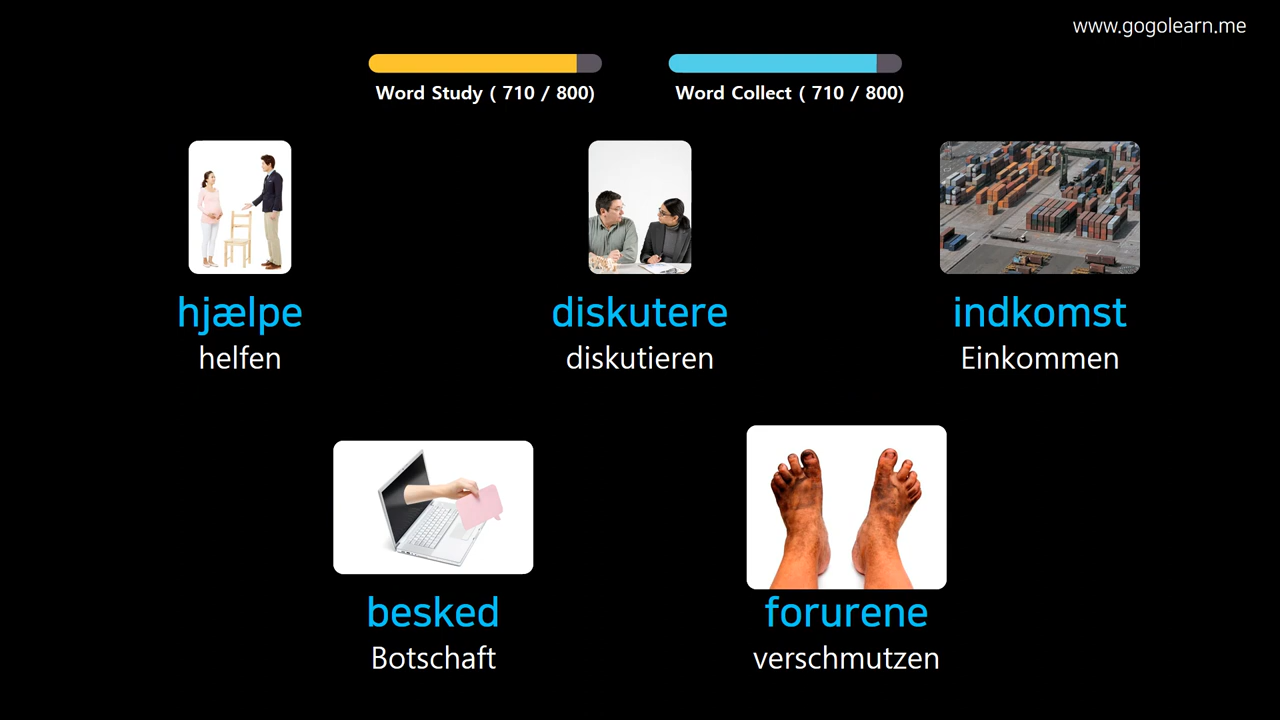 www.gogolearn.me
Word Study ( 710 / 800)
Word Collect ( 710 / 800)
hjælpe
helfen
diskutere
diskutieren
indkomst
Einkommen
besked
Botschaft
forurene
verschmutzen